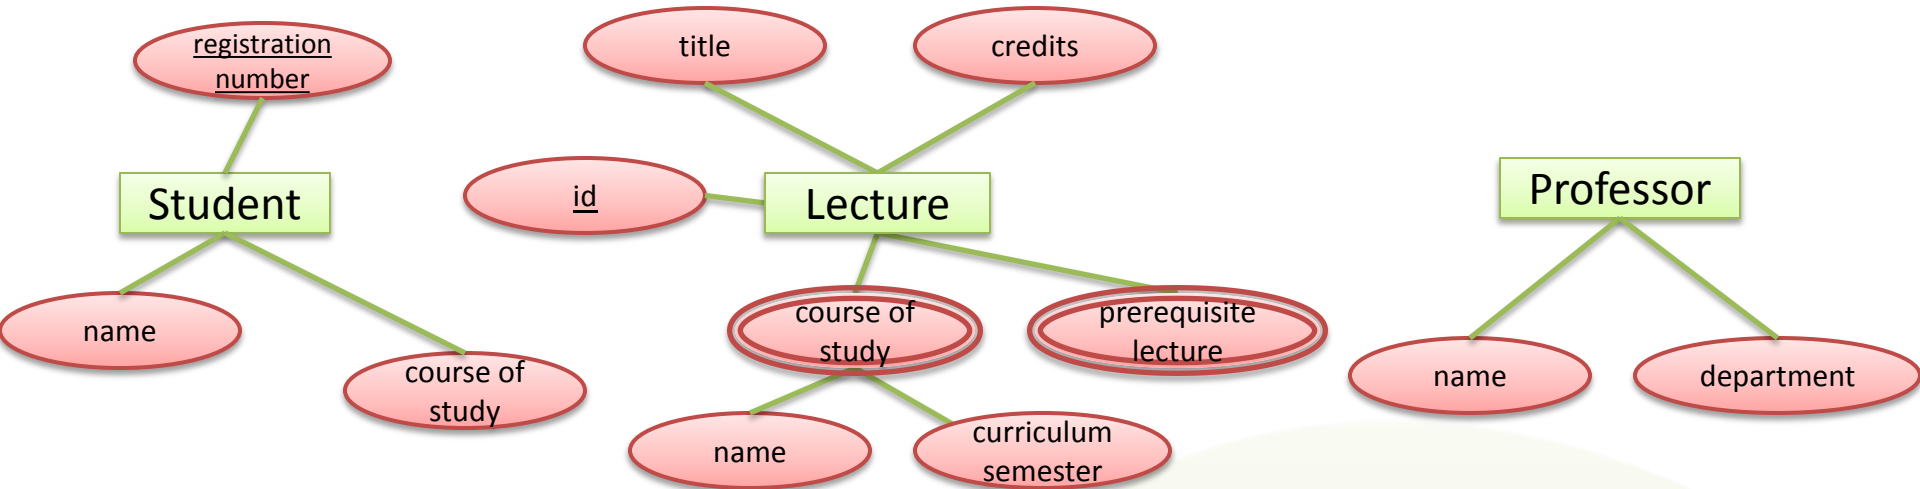 registration
number
title
credits
Student
id
Lecture
Professor
name
course of
study
course of
study
prerequisite
lecture
name
department
name
curriculum
semester